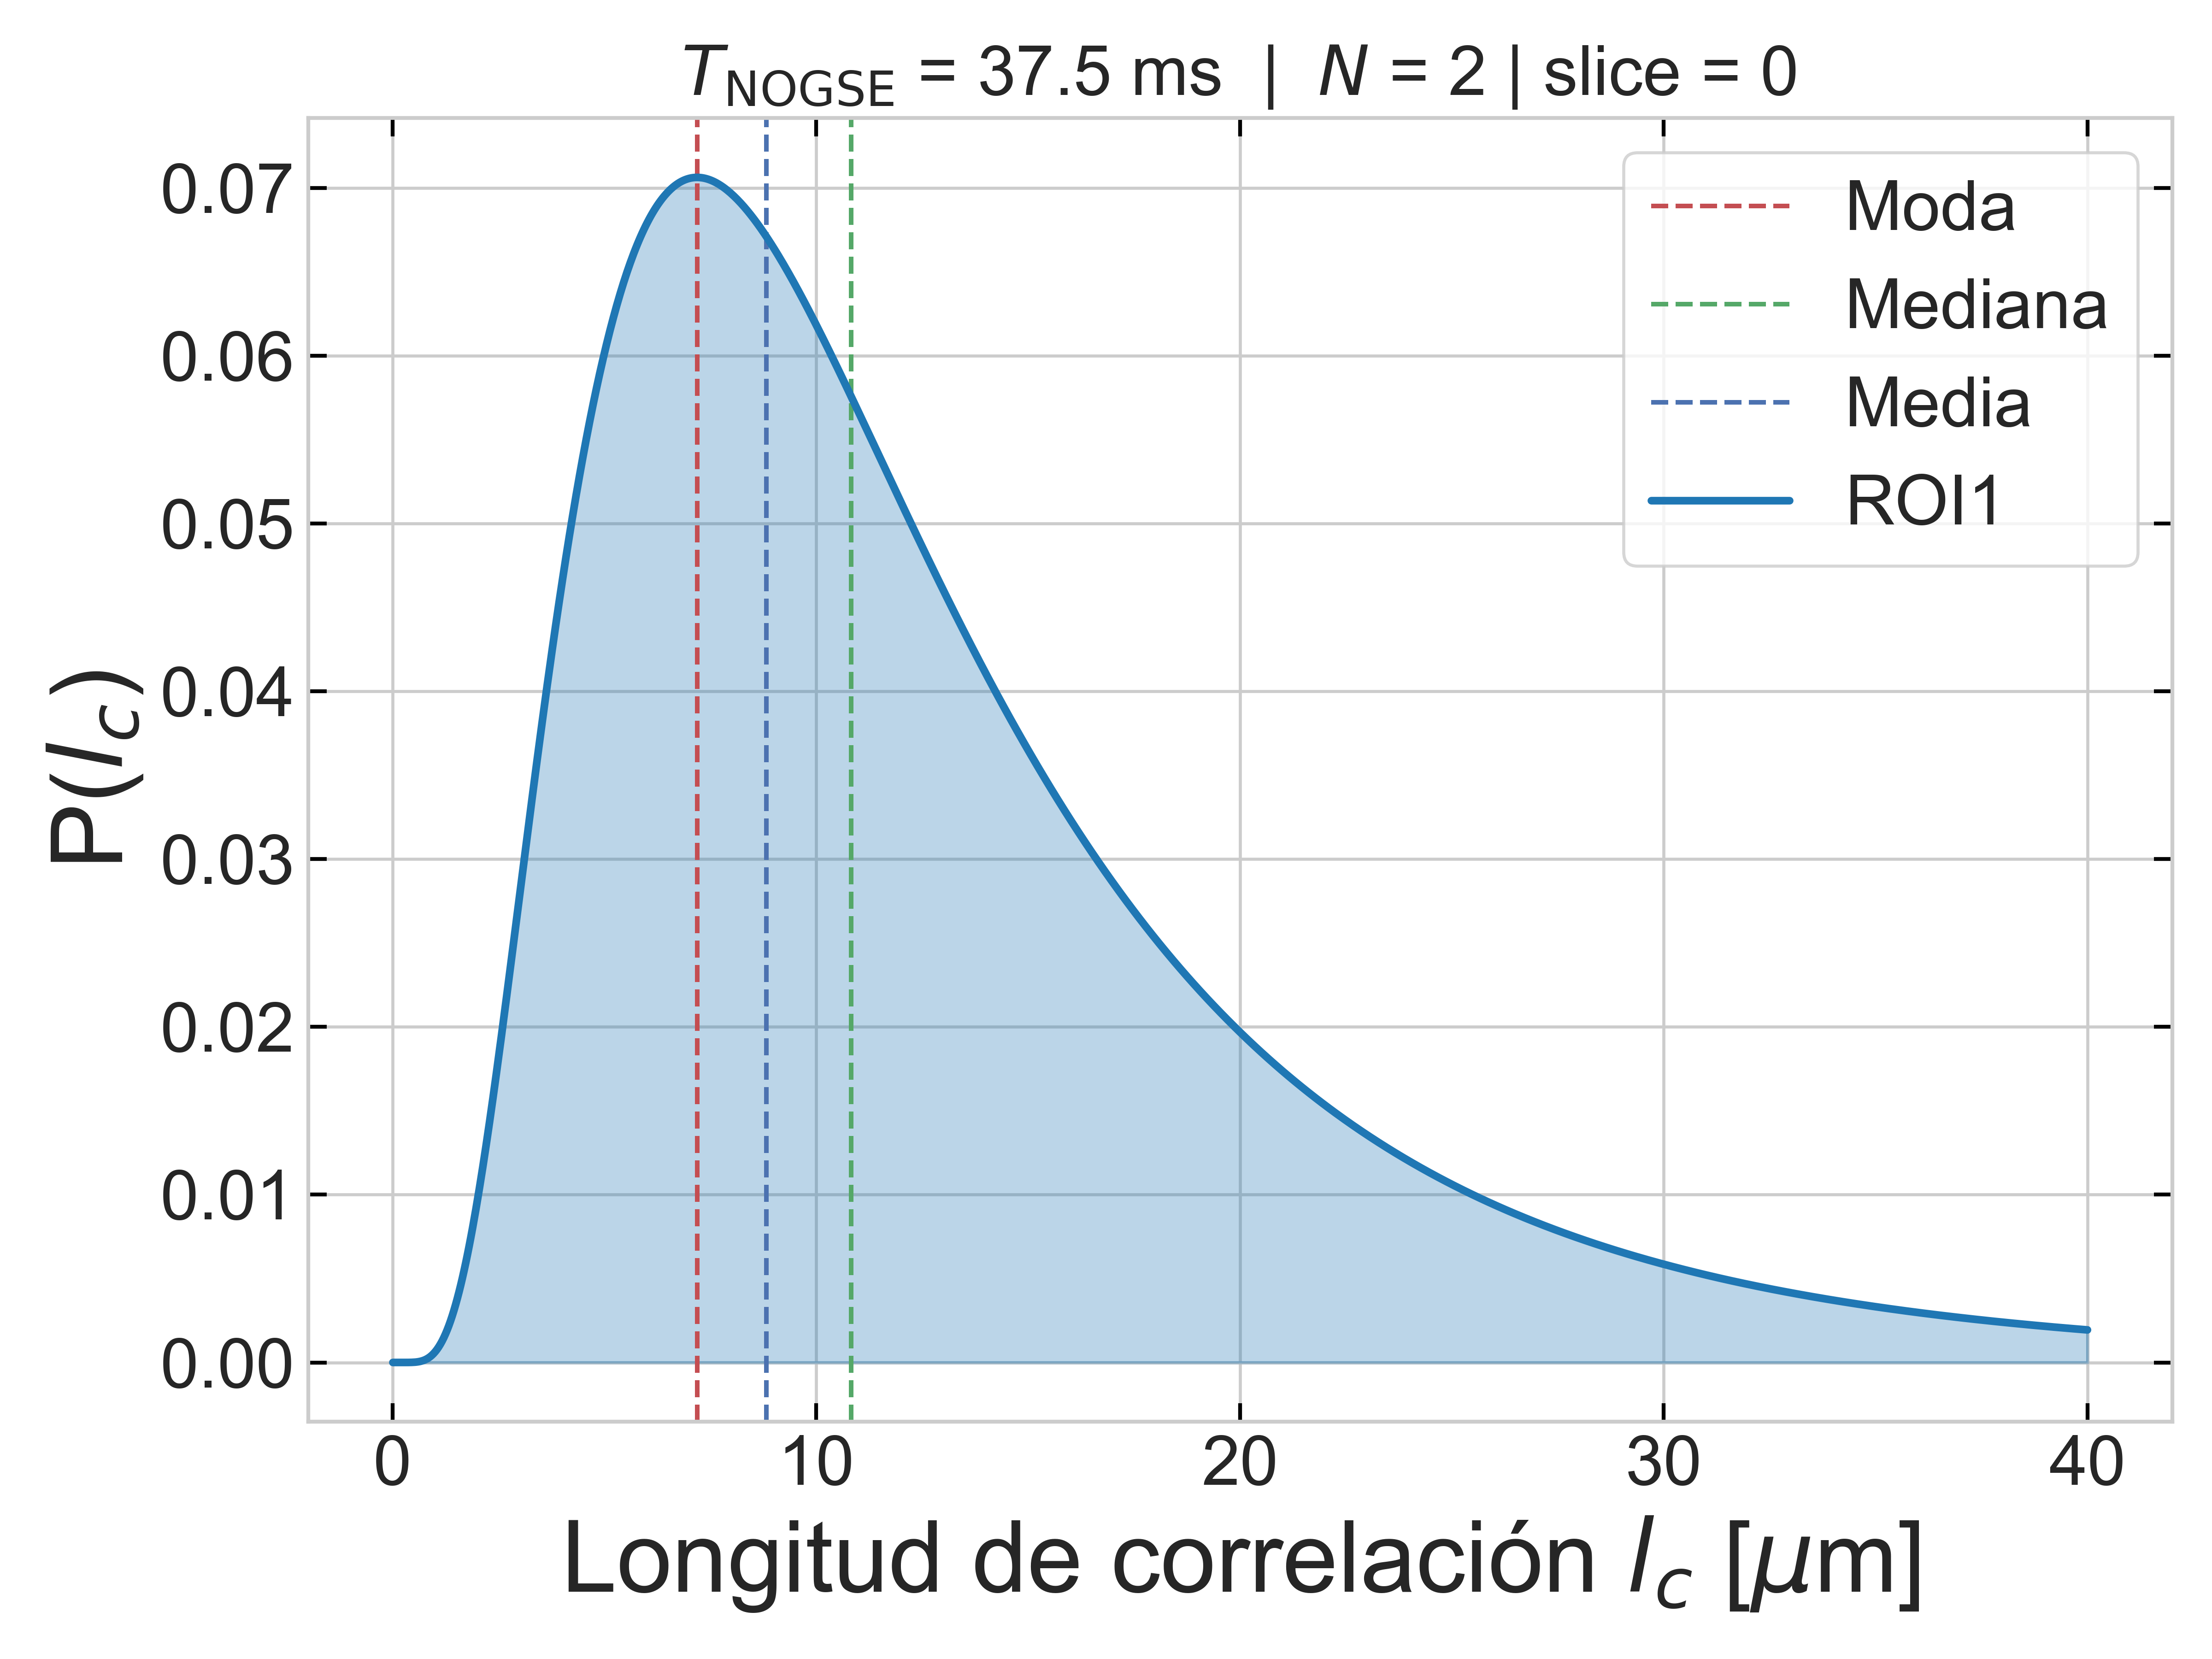 T_NOGSE = 37.5 ms | N = 2 | slice = 0
Moda
Mediana
Media
ROI1
P(l_c)
0.07
0.06
0.05
0.04
0.03
0.02
0.01
0.00
0 10 20 30 40
Longitud de correlación l_c [μm]